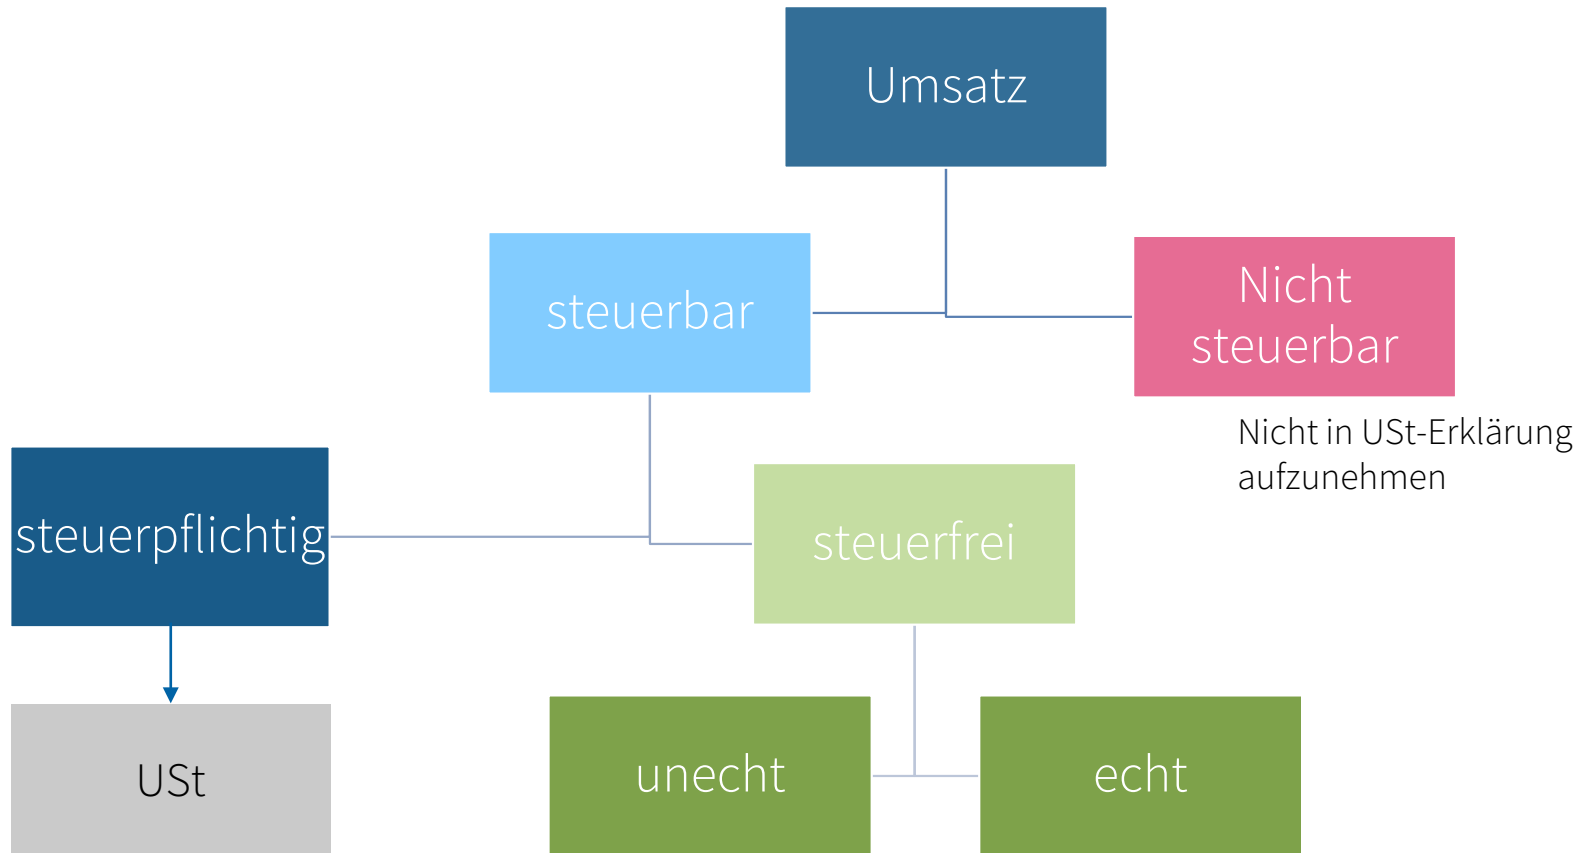 Umsatz
steuerbar
Nicht
steuerbar
Nicht in USt-Erklärung
aufzunehmen
steuerpflichtig
steuerfrei
USt
unecht
echt